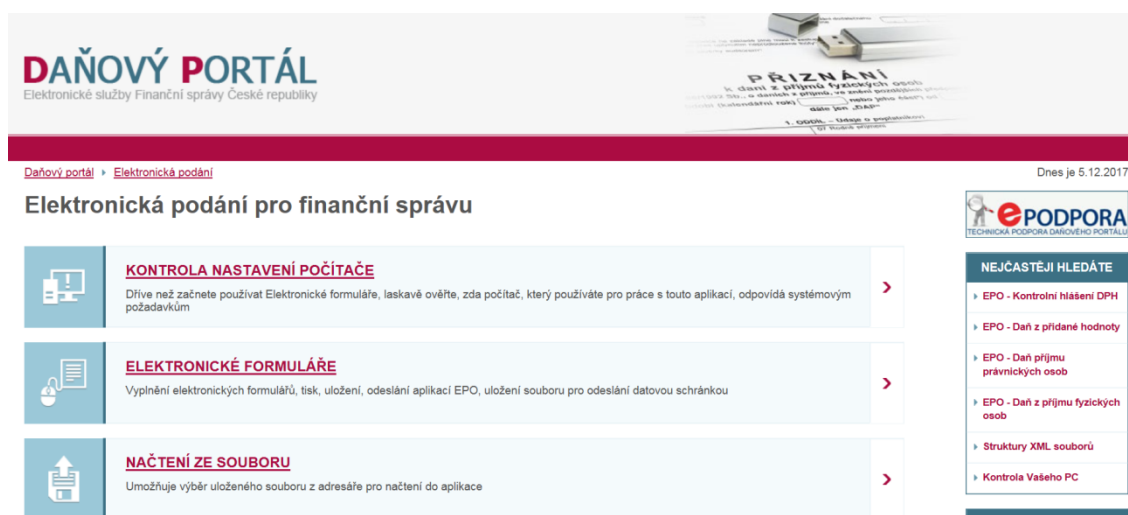 DAŇOVÝ PORTÁL
Elektronické služby Finanční správy České republiky
PŘIZNÁNÍ
k dani z příjmů fyzických osob
dále jen „DAP“
Daňový portál
Elektronická podání
Dnes je 5.12.2017
Elektronická podání pro finanční správu
KONTROLA NASTAVENÍ POČÍTAČE
Dříve než začnete používat Elektronické formuláře, laskavě ověřte, zda počítač, který používáte pro práce s touto aplikací, odpovídá systémovým
požadavkům
ELEKTRONICKÉ FORMULÁŘE
Vyplnění elektronických formulářů, tisk, uložení, odeslání aplikací EPO, uložení souboru pro odeslání datovou schránkou
NAČTENÍ ZE SOUBORU
Umožňuje výběr uloženého souboru z adresáře pro načtení do aplikace
ePODPORA
TECHNICKÁ PODPORA DAŇOVÉHO PORTÁLU
NEJČASTĚJI HLEDÁTE
EPO - Kontrolní hlášení DPH
EPO - Daň z přidané hodnoty
EPO - Daň příjmu
právnických osob
EPO - Daň z příjmu fyzických
osob
Struktury XML souborů
Kontrola Vašeho PC